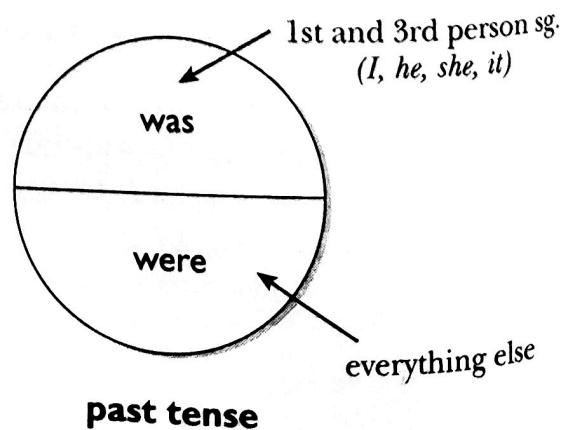 1st and 3rd person sg.
(I, he, she, it)
was
were
everything else
past tense